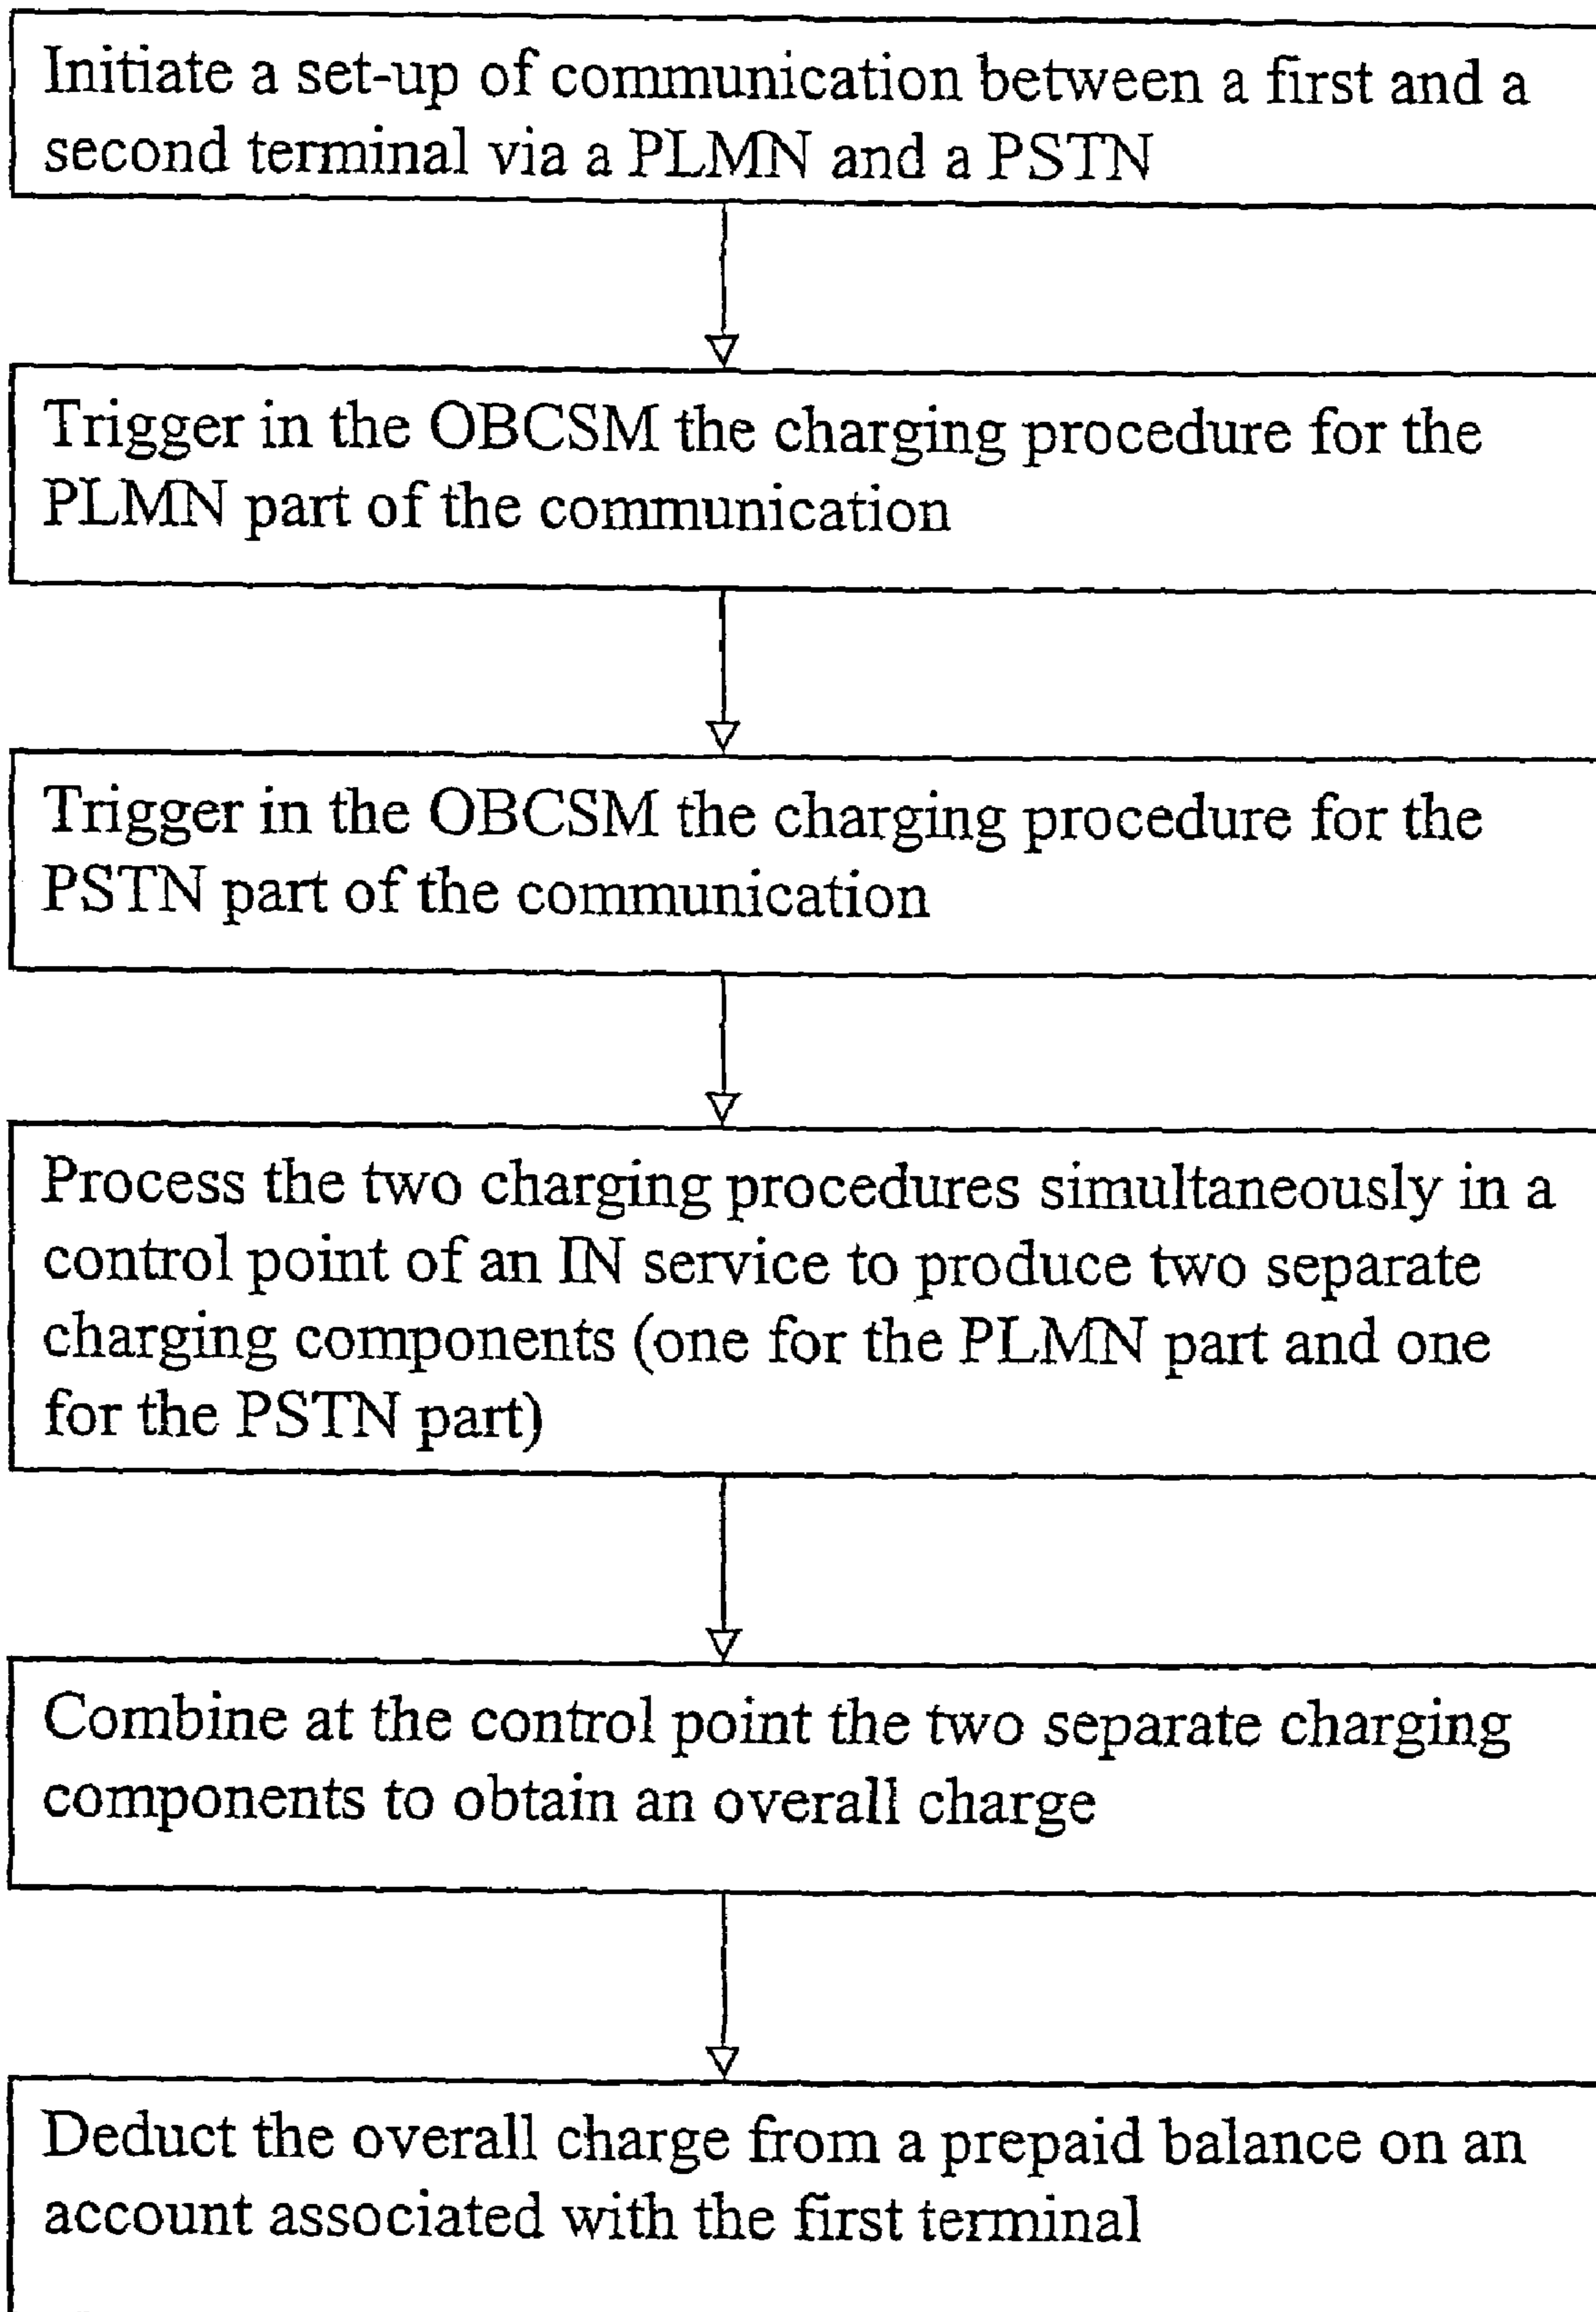 Initiate a set-up of communication between a first and a
second terminal via a PLMN and a PSTN
Trigger in the OBCSM the charging procedure for the
PLMN part of the communication
Trigger in the OBCSM the charging procedure for the
PSTN part of the communication
Process the two charging procedures simultaneously in a
control point of an IN service to produce two separate
charging components (one for the PLMN part and one
for the PSTN part)
Combine at the control point the two separate charging
components to obtain an overall charge
Deduct the overall charge from a prepaid balance on an
account associated with the first terminal